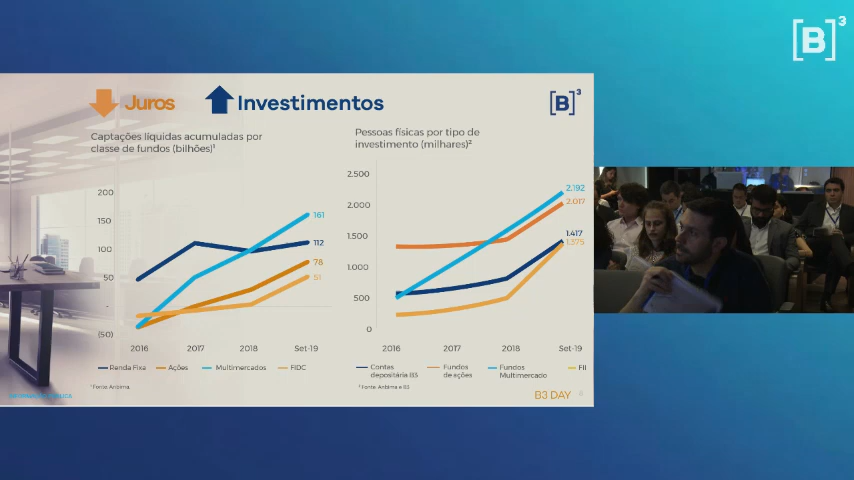 [B]³
Juros
Investimentos
[B]³
Captações líquidas acumuladas por
classe de fundos (bilhões)¹
Pessoas físicas por tipo de
investimento (milhares)²
200
150
100
50
-
(50)
161
112
78
51
2016
2017
2018
Set-19
Renda Fixa
Ações
Multimercados
FIDC
¹ Fonte: Anbima.
2.500
2.000
1.500
1.000
500
0
2.192
2.017
1.417
1.375
2016
2017
2018
Set-19
Contas
depositária B3
Fundos
de ações
Fundos
Multimercado
FII
² Fonte: Anbima e B3
INFORMAÇÃO PÚBLICA
B3 DAY